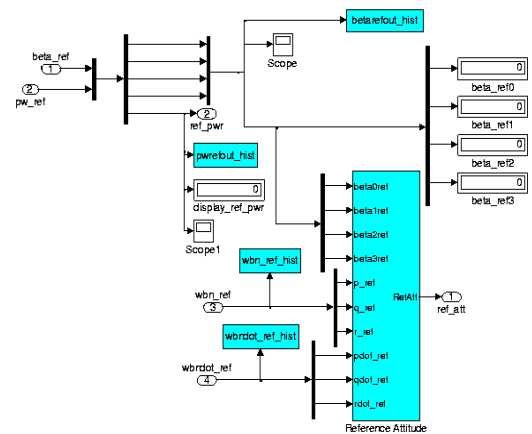 betarefout_hist
beta_ref
1
2
pw_ref
Scope
2
ref_pwr
pwrefout_hist
0
display_ref_pwr
Scope1
0
beta_ref0
0
beta_ref1
0
beta_ref2
0
beta_ref3
beta0ref
beta1ref
beta2ref
beta3ref
wbn_ref_hist
wbn_ref
3
p_ref
q_ref
r_ref
RefAtt
1
ref_att
wbndot_ref_hist
wbndot_ref
4
pdot_ref
qdot_ref
rdot_ref
Reference Attitude